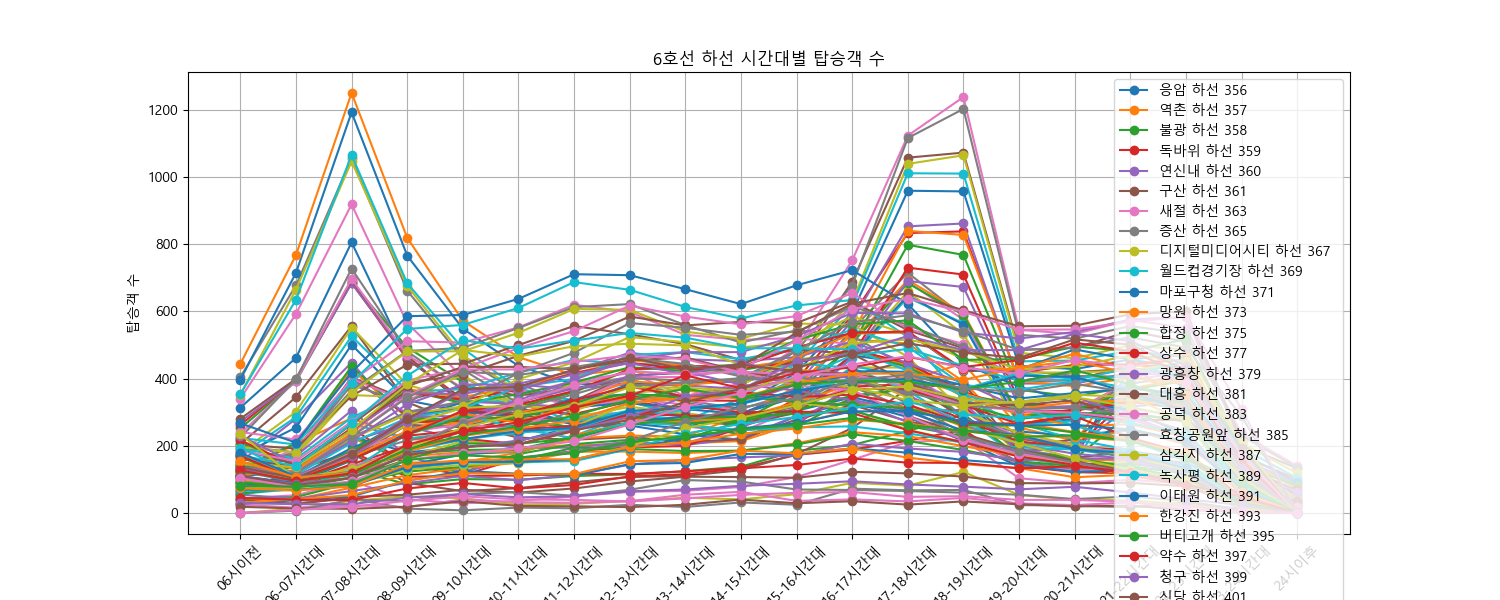 6호선 하선 시간대별 탑승객 수
탑승객 수
1200
1000
800
600
400
200
0
06시이전
06-07시간대
07-08시간대
08-09시간대
09-10시간대
10-11시간대
11-12시간대
12-13시간대
13-14시간대
14-15시간대
15-16시간대
16-17시간대
17-18시간대
18-19시간대
19-20시간대
20-21시간대
21-22시간대
24시이후
응암 하선 356
역촌 하선 357
불광 하선 358
독바위 하선 359
연신내 하선 360
구산 하선 361
새절 하선 363
증산 하선 365
디지털미디어시티 하선 367
월드컵경기장 하선 369
마포구청 하선 371
망원 하선 373
합정 하선 375
상수 하선 377
광흥창 하선 379
대흥 하선 381
공덕 하선 383
효창공원앞 하선 385
삼각지 하선 387
녹사평 하선 389
이태원 하선 391
한강진 하선 393
버티고개 하선 395
약수 하선 397
청구 하선 399
신당 하선 401